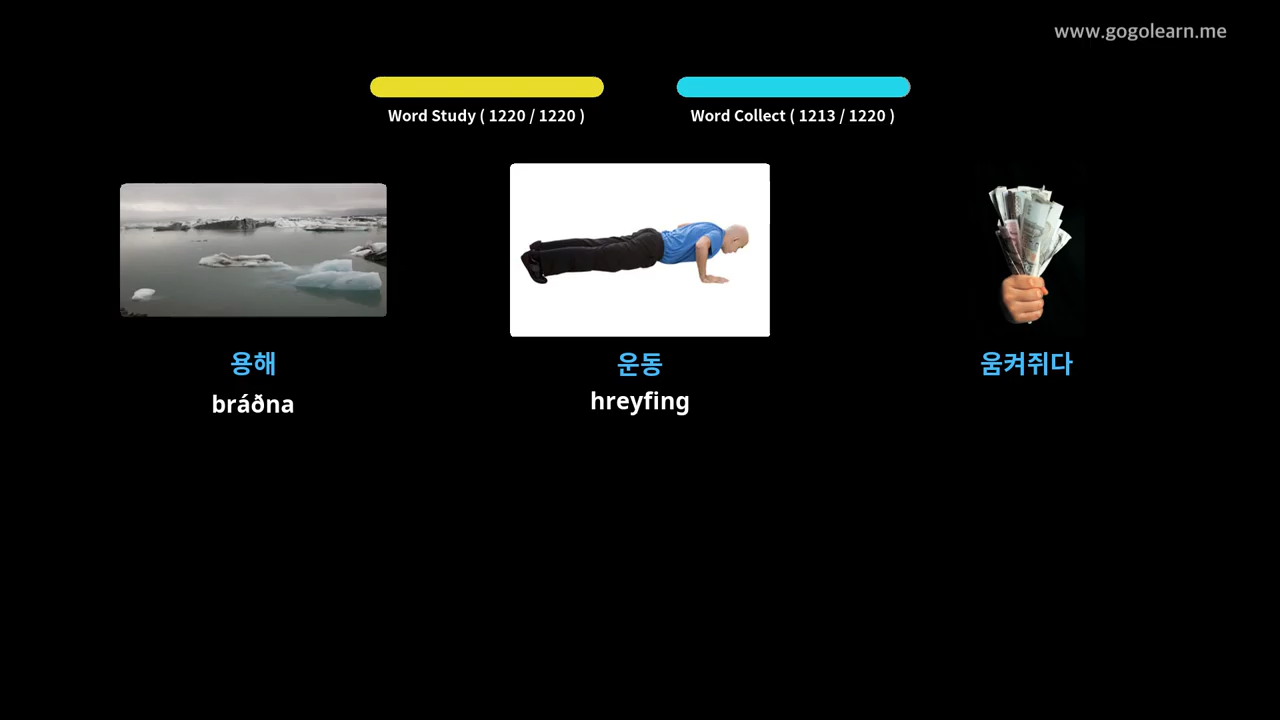 www.gogolearn.me
Word Study ( 1220 / 1220 )
Word Collect ( 1213 / 1220 )
용해
bráðna
운동
hreyfing
움켜쥐다